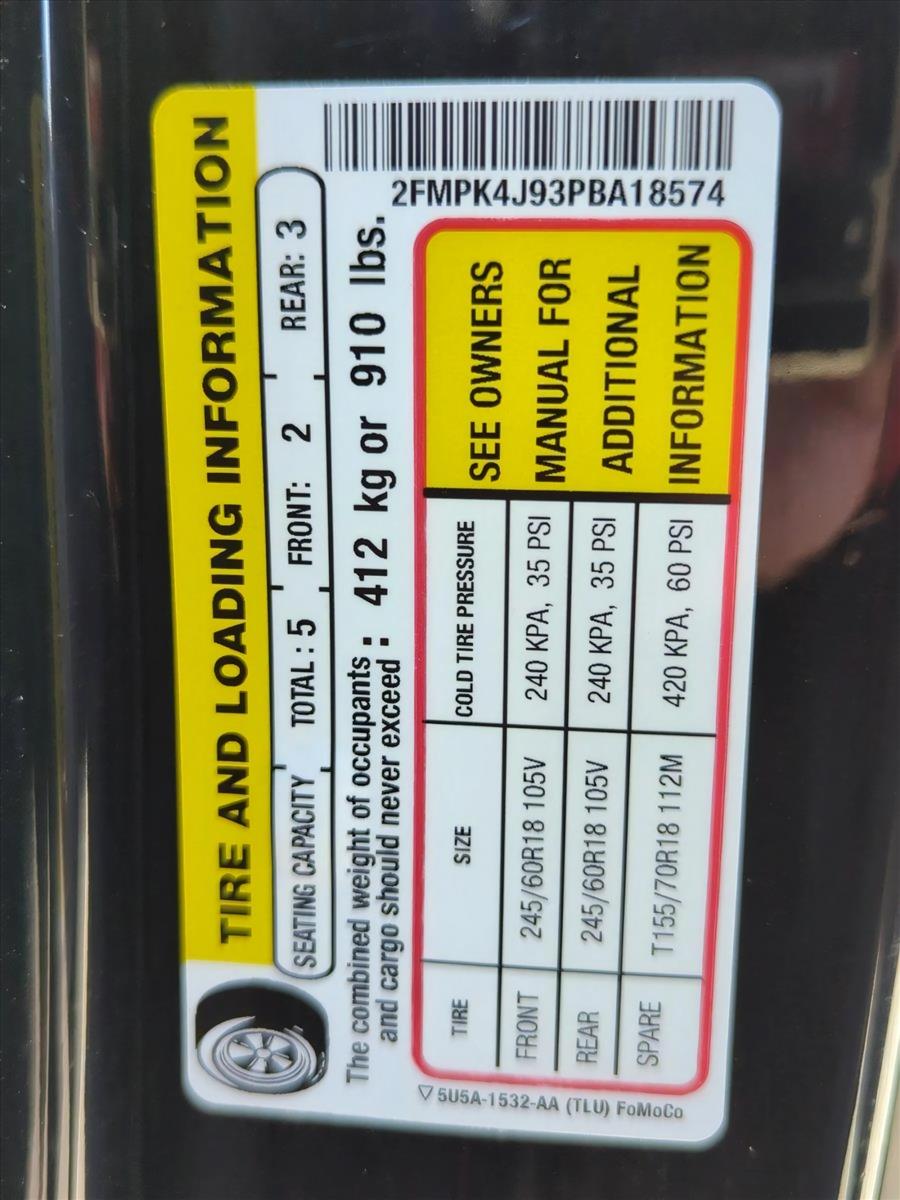 TIRE AND LOADING INFORMATION
SEATING CAPACITY TOTAL : 5 FRONT: 2 REAR: 3
The combined weight of occupants
and cargo should never exceed : 412 kg or 910 lbs.
TIRE SIZE COLD TIRE PRESSURE
FRONT 245/60R18 105V 240 KPA, 35 PSI
REAR 245/60R18 105V 240 KPA, 35 PSI
SPARE T155/70R18 112M 420 KPA, 60 PSI
SEE OWNERS
MANUAL FOR
ADDITIONAL
INFORMATION
5U5A-1532-AA (TLU) FoMoCo
2FMPK4J93PBA18574